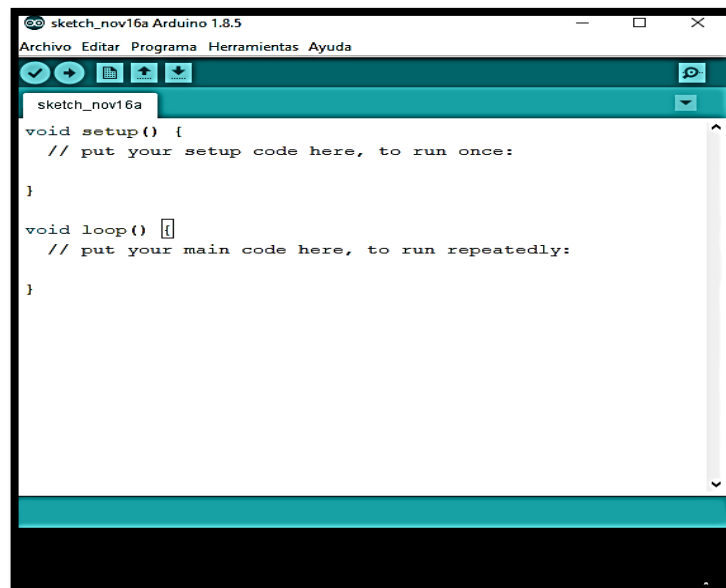 sketch_nov16a Arduino 1.8.5
Archivo Editar Programa Herramientas Ayuda
sketch_nov16a
void setup() {
// put your setup code here, to run once:
}
void loop() {
// put your main code here, to run repeatedly:
}